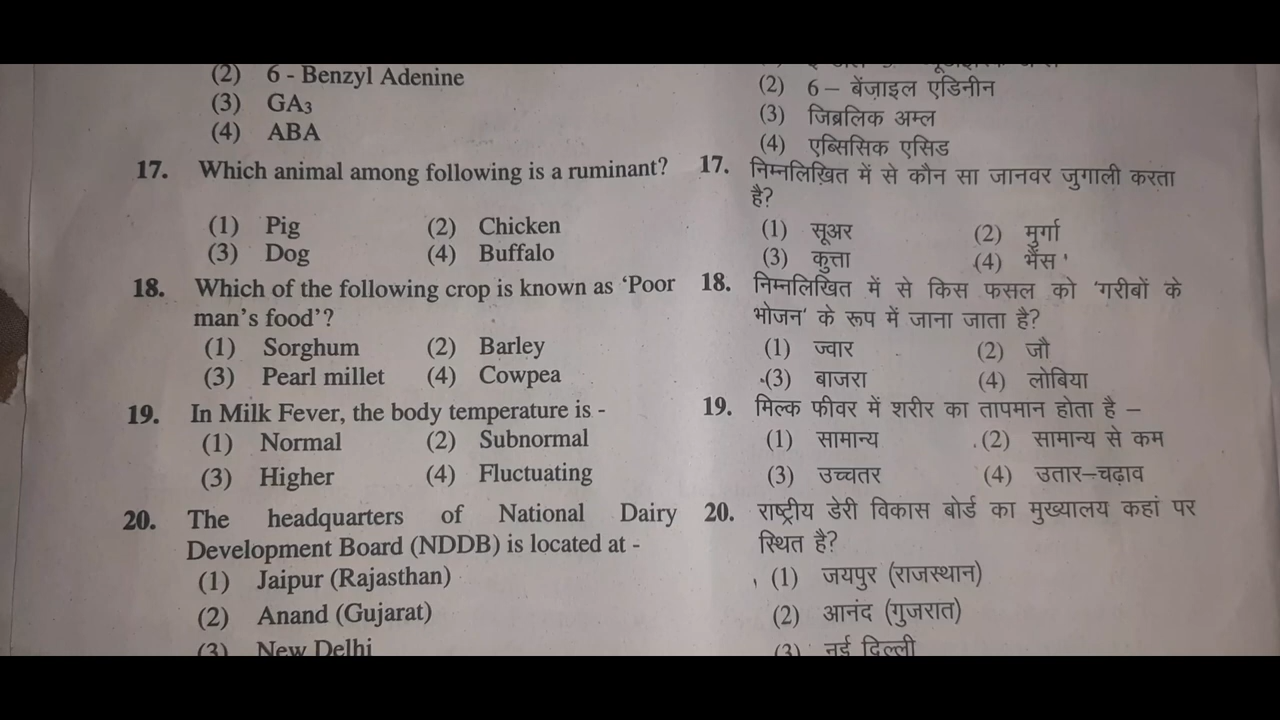 (2) 6 - Benzyl Adenine
(3) GA3
(4) ABA
17. Which animal among following is a ruminant?
(1) Pig (2) Chicken
(3) Dog (4) Buffalo
18. Which of the following crop is known as ‘Poor
man’s food’?
(1) Sorghum (2) Barley
(3) Pearl millet (4) Cowpea
19. In Milk Fever, the body temperature is -
(1) Normal (2) Subnormal
(3) Higher (4) Fluctuating
20. The headquarters of National Dairy
Development Board (NDDB) is located at -
(1) Jaipur (Rajasthan)
(2) Anand (Gujarat)
(3) New Delhi
(2) 6 – बेंज़ाइल एडिनीन
(3) जिब्रलिक अम्ल
(4) एब्सिसिक एसिड
17. निम्नलिखि़त में से कौन सा जानवर जुगाली करता
है?
(1) सूअर (2) मुर्गा
(3) कुत्ता (4) भैंस
18. निम्नलिखित में से किस फसल को ‘गरीबों के
भोजन’ के रूप में जाना जाता है?
(1) ज्वार (2) जौ
(3) बाजरा (4) लोबिया
19. मिल्क फीवर में शरीर का तापमान होता है –
(1) सामान्य (2) सामान्य से कम
(3) उच्चतर (4) उतार–चढ़ाव
20. राष्ट्रीय डेरी विकास बोर्ड का मुख्यालय कहां पर
स्थित है?
(1) जयपुर (राजस्थान)
(2) आनंद (गुजरात)
(3) नई दिल्ली